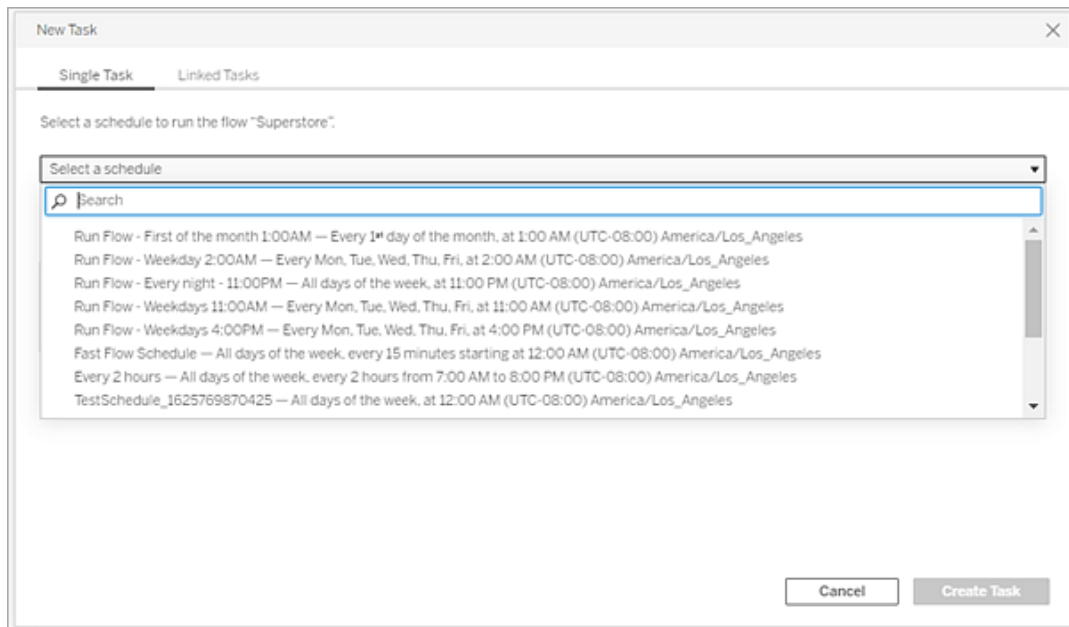 New Task
Single Task Linked Tasks
Select a schedule to run the flow "Superstore".
Select a schedule
Search
Run Flow - First of the month 1:00AM — Every 1st day of the month, at 1:00 AM (UTC-08:00) America/Los_Angeles
Run Flow - Weekday 2:00AM — Every Mon, Tue, Wed, Thu, Fri, at 2:00 AM (UTC-08:00) America/Los_Angeles
Run Flow - Every night - 11:00PM — All days of the week, at 11:00 PM (UTC-08:00) America/Los_Angeles
Run Flow - Weekdays 11:00AM — Every Mon, Tue, Wed, Thu, Fri, at 11:00 AM (UTC-08:00) America/Los_Angeles
Run Flow - Weekdays 4:00PM — Every Mon, Tue, Wed, Thu, Fri, at 4:00 PM (UTC-08:00) America/Los_Angeles
Fast Flow Schedule — All days of the week, every 15 minutes starting at 12:00 AM (UTC-08:00) America/Los_Angeles
Every 2 hours — All days of the week, every 2 hours from 7:00 AM to 8:00 PM (UTC-08:00) America/Los_Angeles
TestSchedule_1625769870425 — All days of the week, at 12:00 AM (UTC-08:00) America/Los_Angeles
Cancel Create Task